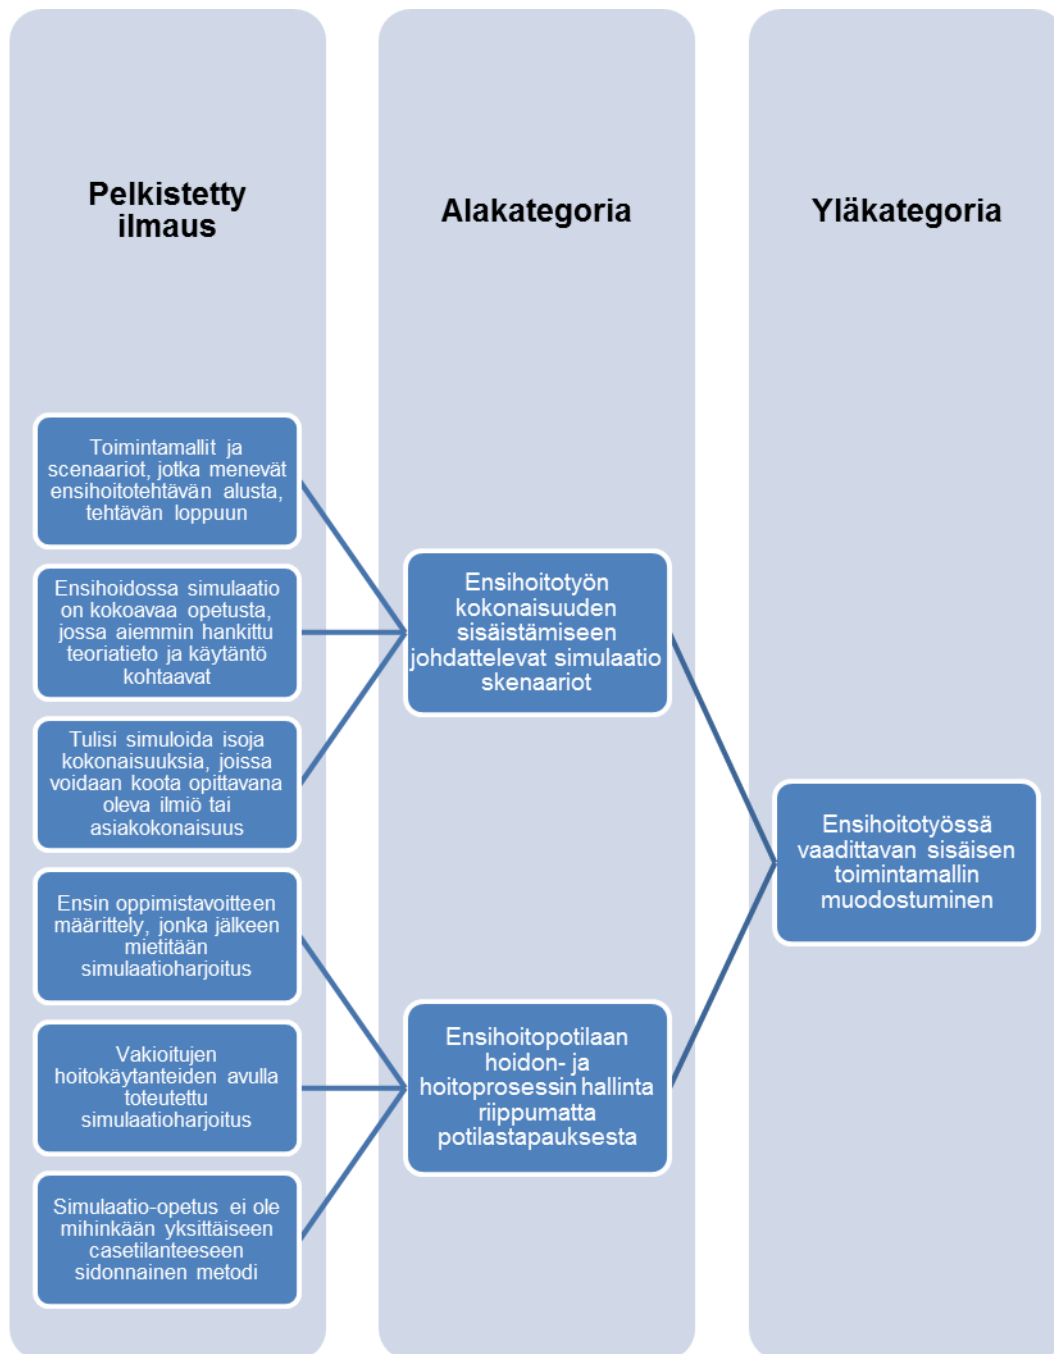 Pelkistetty
ilmaus
Alakategoria
Yläkategoria
Toimintamallit ja
scenaariot, jotka menevät
ensihoitotehtävän alusta,
tehtävän loppuun
Ensihoidossa simulaatio
on kokoavaa opetusta,
jossa aiemmin hankittu
teoriatieto ja käytäntö
kohtaavat
Tulisi simuloida isoja
kokonaisuuksia, joissa
voidaan koota opittavana
oleva ilmiö tai
asiakokonaisuus
Ensin oppimistavoitteen
määrittely, jonka jälkeen
mietitään
simulaatioharjoitus
Vakioitujen
hoitokäytanteiden avulla
toteutettu
simulaatioharjoitus
Simulaatio-opetus ei ole
mihinkään yksittäiseen
casetilanteeseen
sidonnainen metodi
Ensihoitotyön
kokonaisuuden
sisäistämiseen
johdattelevat simulaatio
skenaariot
Ensihoitopotilaan
hoidon- ja
hoitoprosessin hallinta
riippumatta
potilastapauksesta
Ensihoitotyössä
vaadittavan sisäisen
toimintamallin
muodostuminen